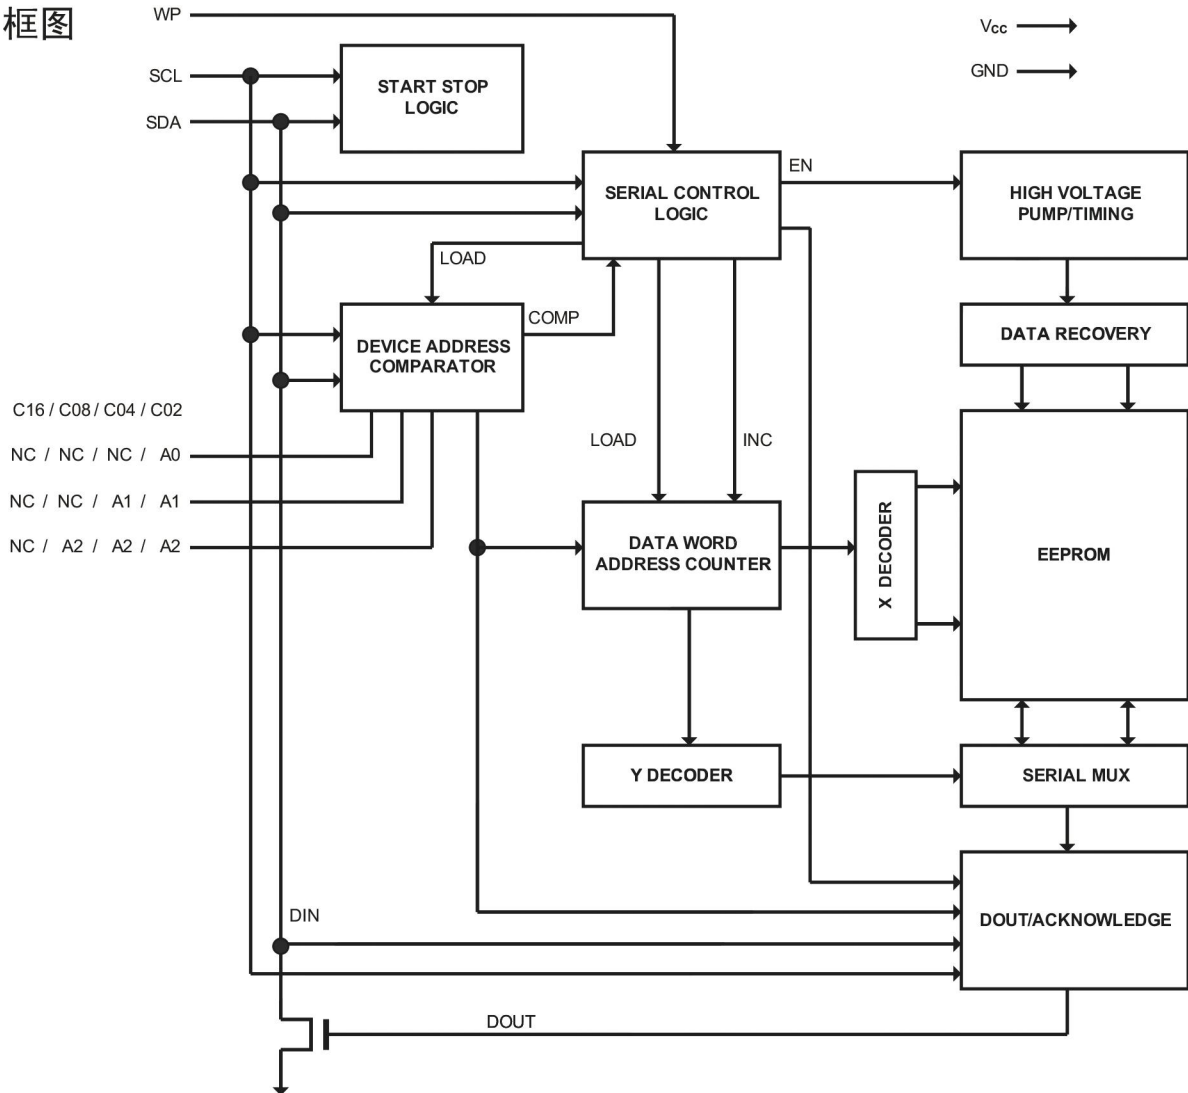 框图
WP
VCC
GND
SCL
SDA
START STOP
LOGIC
EN
SERIAL CONTROL
LOGIC
HIGH VOLTAGE
PUMP/TIMING
LOAD
COMP
DATA RECOVERY
DEVICE ADDRESS
COMPARATOR
C16 / C08 / C04 / C02
NC / NC / NC / A0
NC / NC / A1 / A1
NC / A2 / A2 / A2
LOAD
INC
DATA WORD
ADDRESS COUNTER
X DECODER
EEPROM
Y DECODER
SERIAL MUX
DIN
DOUT/ACKNOWLEDGE
DOUT